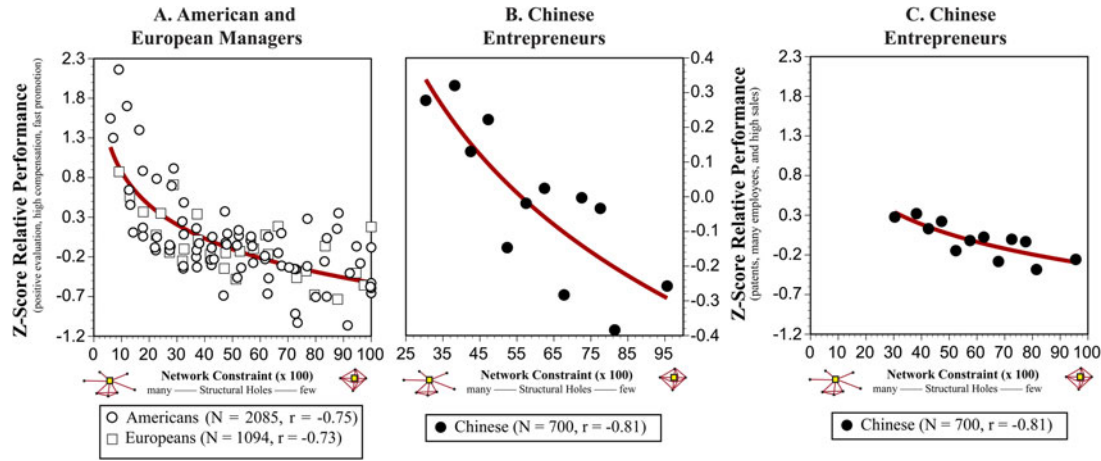 A. American and
European Managers
Z-Score Relative Performance
(positive evaluation, high compensation, fast promotion)
2.3
1.8
1.3
0.8
0.3
-0.2
-0.7
-1.2
0 10 20 30 40 50 60 70 80 90 100
Network Constraint (x 100)
many —— Structural Holes —— few
Americans (N = 2085, r = -0.75)
Europeans (N = 1094, r = -0.73)
B. Chinese
Entrepreneurs
0.4
0.3
0.2
0.1
0.0
-0.1
-0.2
-0.3
-0.4
25 35 45 55 65 75 85 95
Network Constraint (x 100)
many —— Structural Holes —— few
Chinese (N = 700, r = -0.81)
C. Chinese
Entrepreneurs
Z-Score Relative Performance
(patents, many employees, and high sales)
2.3
1.8
1.3
0.8
0.3
-0.2
-0.7
-1.2
0 10 20 30 40 50 60 70 80 90 100
Network Constraint (x 100)
many —— Structural Holes —— few
Chinese (N = 700, r = -0.81)